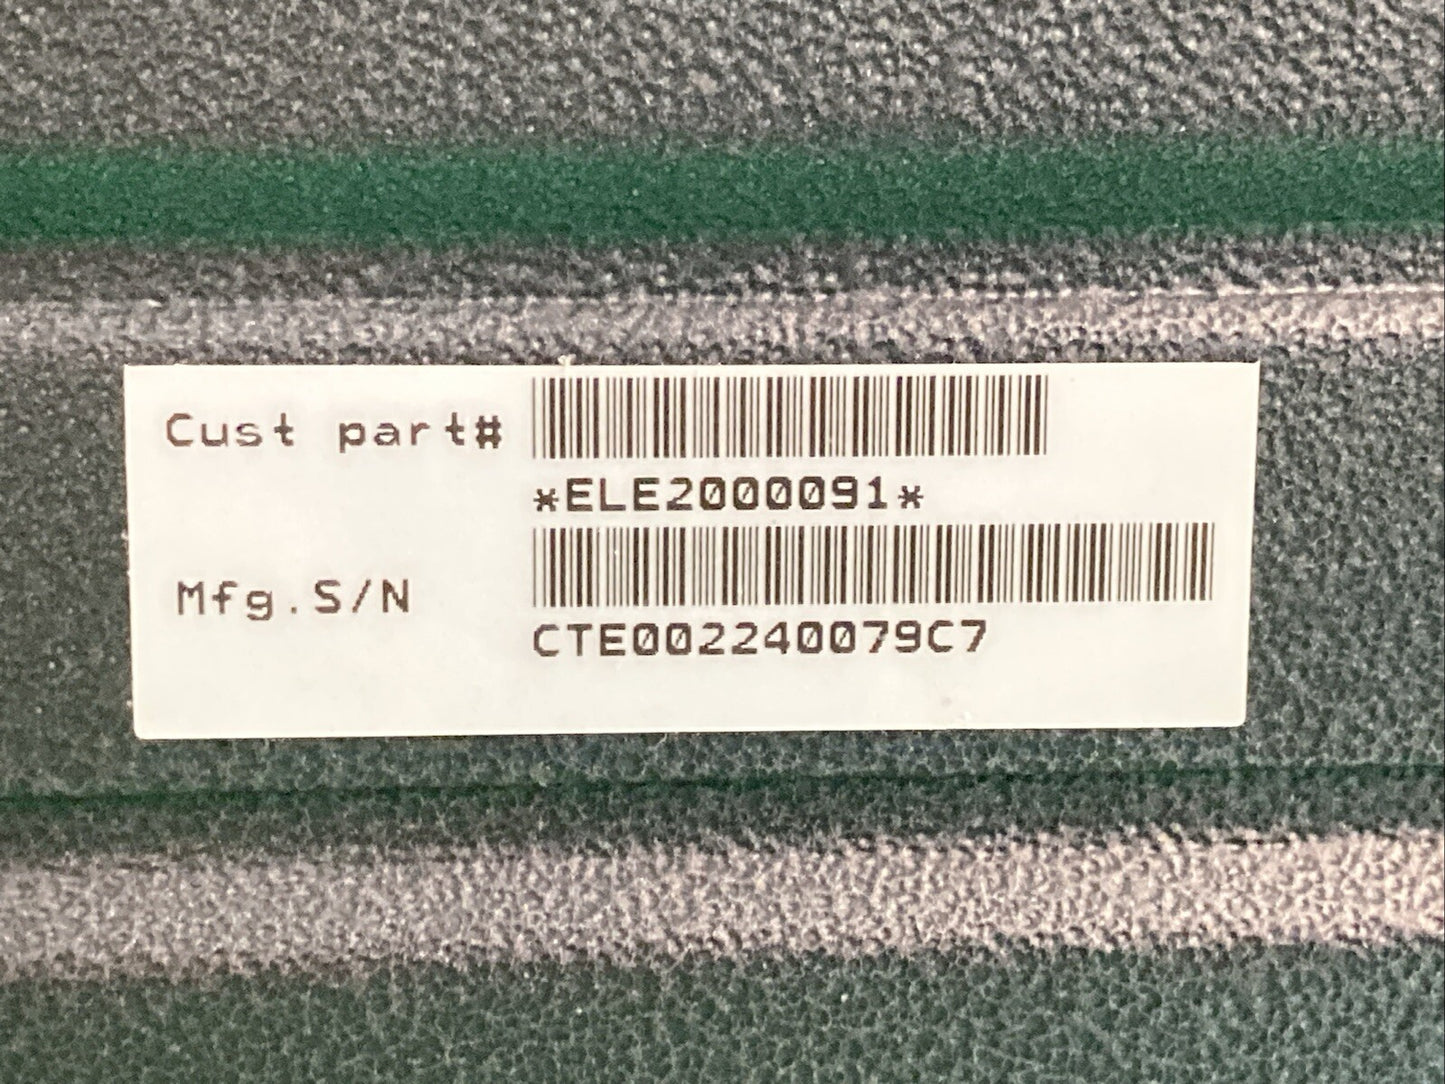 Cust part#
*ELE2000091*
Mfg.S/N
CTE002240079C7